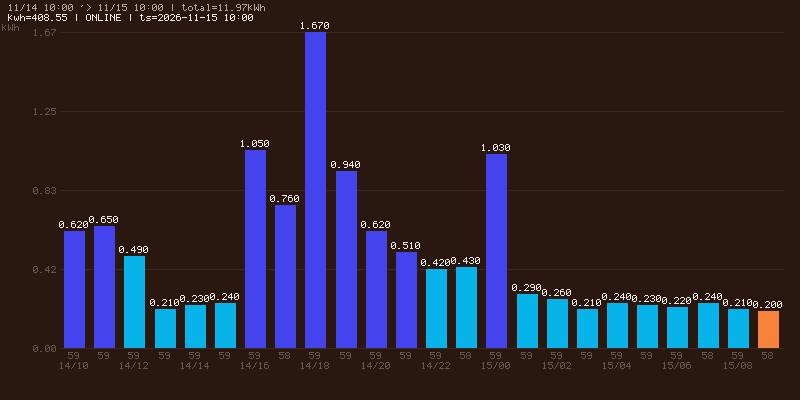 11/14 10:00 -> 11/15 10:00 | total=11.97kWh
Kwh=408.55 | ONLINE | ts=2026-11-15 10:00
kWh
1.670
1.67
1.25
1.050
1.030
0.940
0.83
0.760
0.620 0.650 0.620
0.490 0.510
0.42
0.420 0.430
0.210 0.230 0.240 0.290 0.260 0.210 0.240 0.230 0.220 0.240 0.210 0.200
0.00
59 59 59 59 59 59 59 58 59 59 59 59 59 58 59 59 59 59 59 59 59 58 59 58
14/10 14/12 14/14 14/16 14/18 14/20 14/22 15/00 15/02 15/04 15/06 15/08